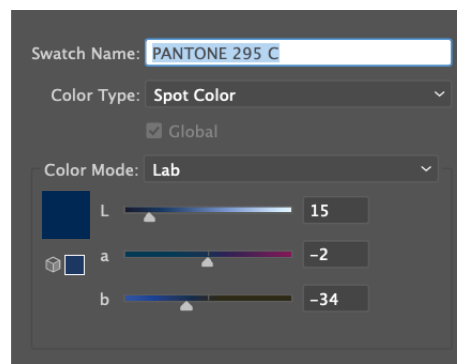 Swatch Name: PANTONE 295 C
Color Type: Spot Color
Global
Color Mode: Lab
L 15
a -2
b -34